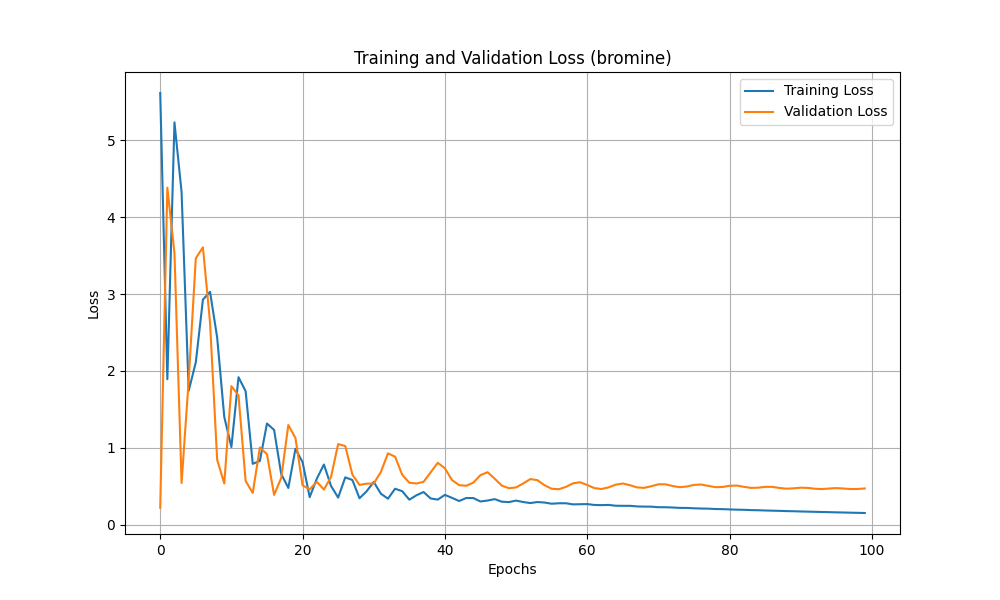 Training and Validation Loss (bromine)
Training Loss
Validation Loss
Loss
5
4
3
2
1
0
0 20 40 60 80 100
Epochs